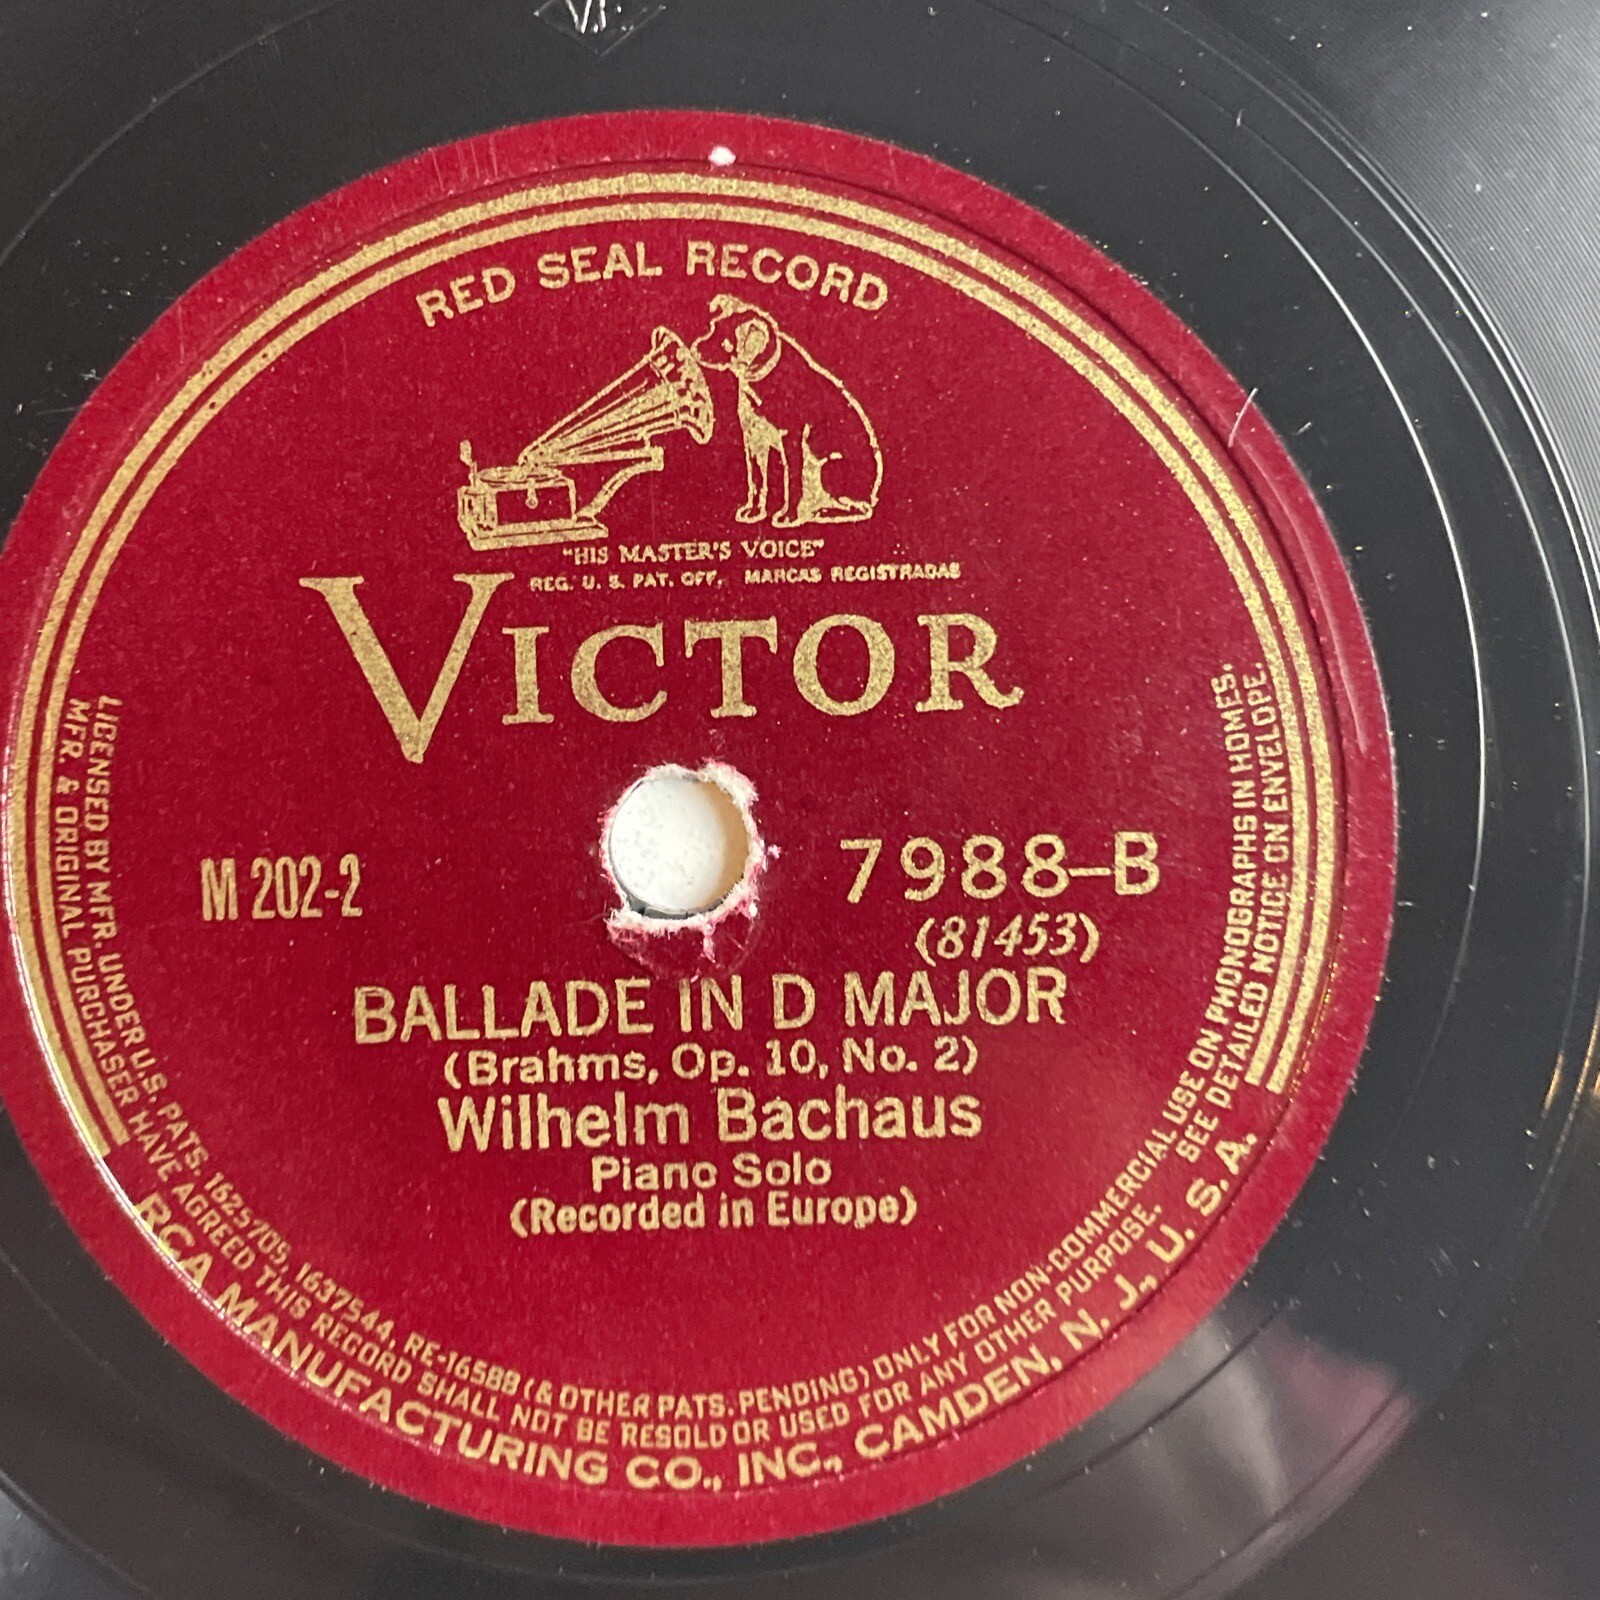 RED SEAL RECORD
"HIS MASTER'S VOICE"
REG. U. S. PAT. OFF. MARCAS REGISTRADAS
VICTOR
M 202-2
7988-B
(81453)
BALLADE IN D MAJOR
(Brahms, Op. 10, No. 2)
Wilhelm Bachaus
Piano Solo
(Recorded in Europe)
LICENSED BY MFR. UNDER U.S. PATS. 1625705, 1637544, RE-16588 (& OTHER PATS. PENDING) ONLY FOR NON-COMMERCIAL USE ON PHONOGRAPHS IN HOMES.
MFR. & ORIGINAL PURCHASER HAVE AGREED THIS RECORD SHALL NOT BE RESOLD OR USED FOR ANY OTHER PURPOSE. SEE DETAILED NOTICE ON ENVELOPE.
RCA MANUFACTURING CO., INC., CAMDEN, N. J., U. S. A.